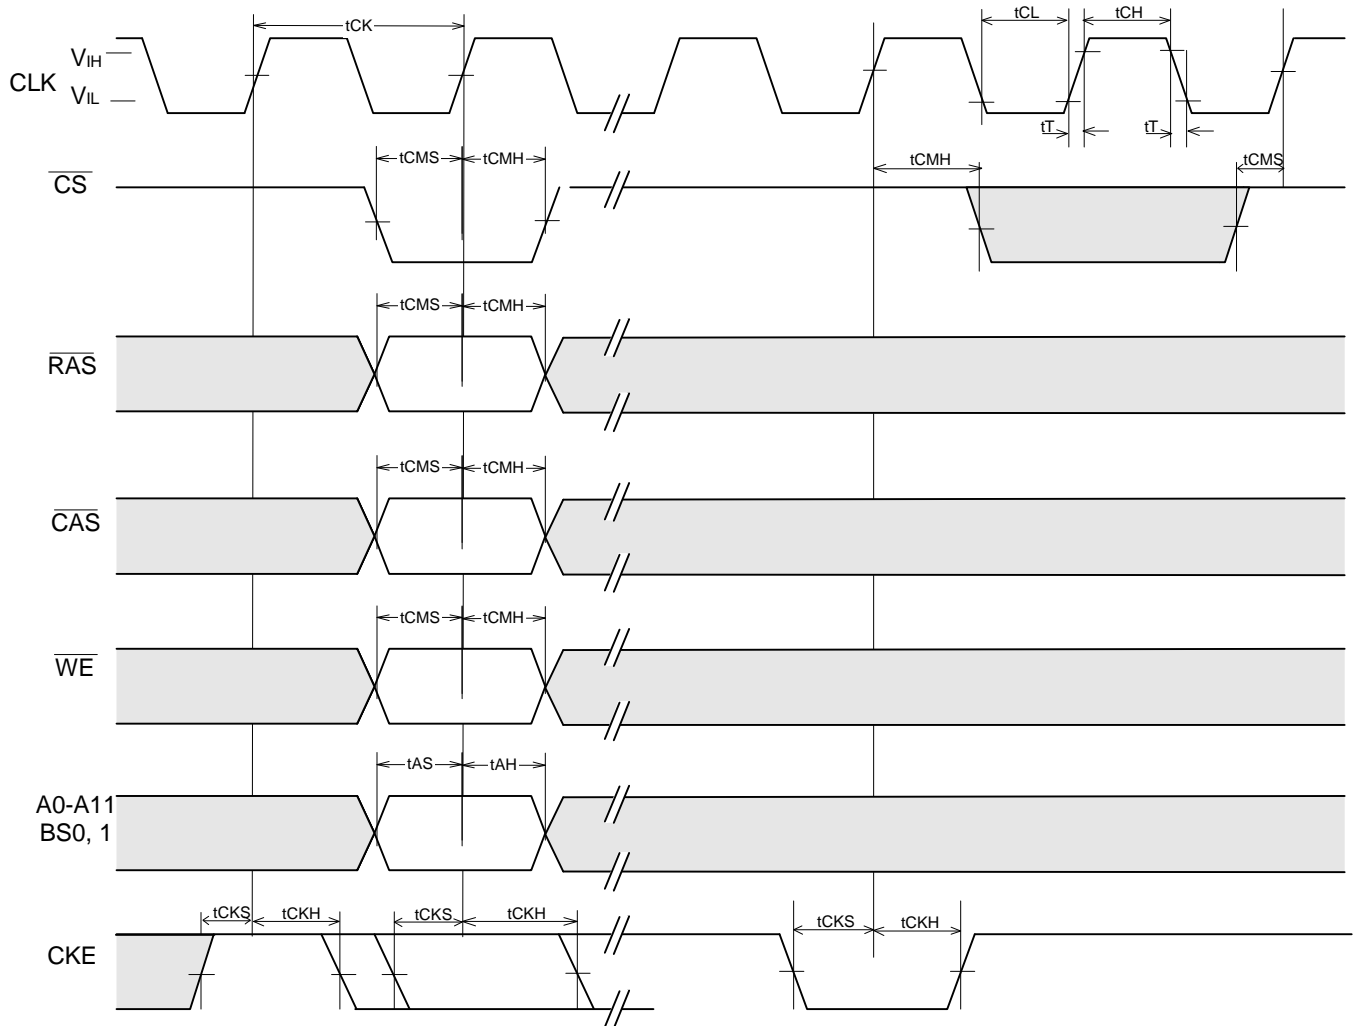 tCK
tCL
tCH
VIH
CLK
VIL
tT
tT
tCMS
tCMH
tCMH
tCMS
CS
tCMS
tCMH
RAS
tCMS
tCMH
CAS
tCMS
tCMH
WE
tAS
tAH
A0-A11
BS0, 1
tCKS
tCKH
tCKS
tCKH
tCKS
tCKH
CKE